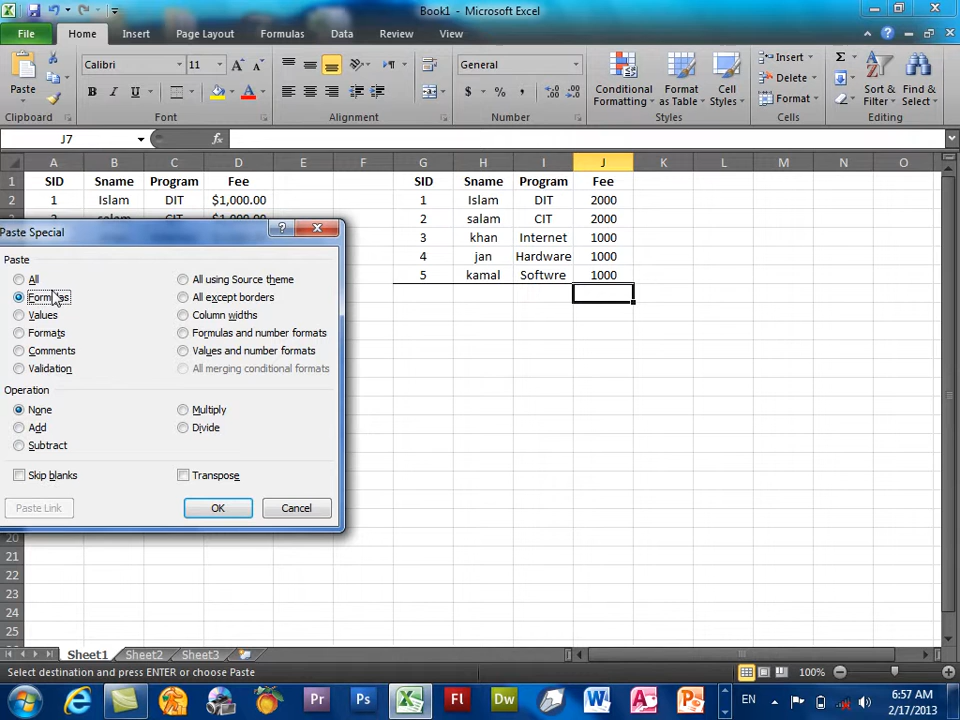 Book1 - Microsoft Excel
File Home Insert Page Layout Formulas Data Review View
Paste
Calibri 11
General
Conditional Formatting
Format as Table
Cell Styles
Insert
Delete
Format
Sort & Filter
Find & Select
Clipboard Font Alignment Number Styles Cells Editing
J7 fx
A B C D E F G H I J K L M N O
1 SID Sname Program Fee SID Sname Program Fee
2 1 Islam DIT $1,000.00 1 Islam DIT 2000
2 salam CIT 2000
3 khan Internet 1000
4 jan Hardware 1000
5 kamal Softwre 1000
Paste Special
Paste
All All using Source theme
Formulas All except borders
Values Column widths
Formats Formulas and number formats
Comments Values and number formats
Validation All merging conditional formats
Operation
None Multiply
Add Divide
Subtract
Skip blanks Transpose
Paste Link OK Cancel
20
21
22
23
24
25
Sheet1 Sheet2 Sheet3
Select destination and press ENTER or choose Paste 100%
Pr Ps Fl Dw EN 6:57 AM
2/17/2013